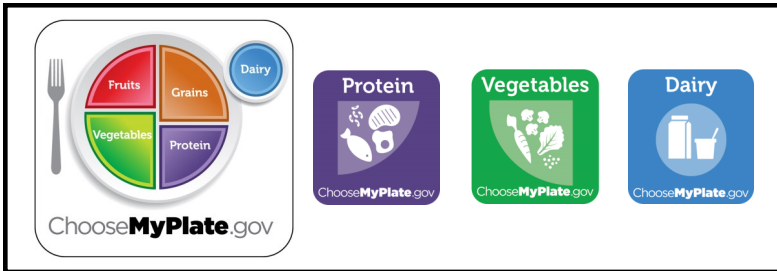 Fruits
Grains
Dairy
Vegetables
Protein
ChooseMyPlate.gov
Protein
ChooseMyPlate.gov
Vegetables
ChooseMyPlate.gov
Dairy
ChooseMyPlate.gov